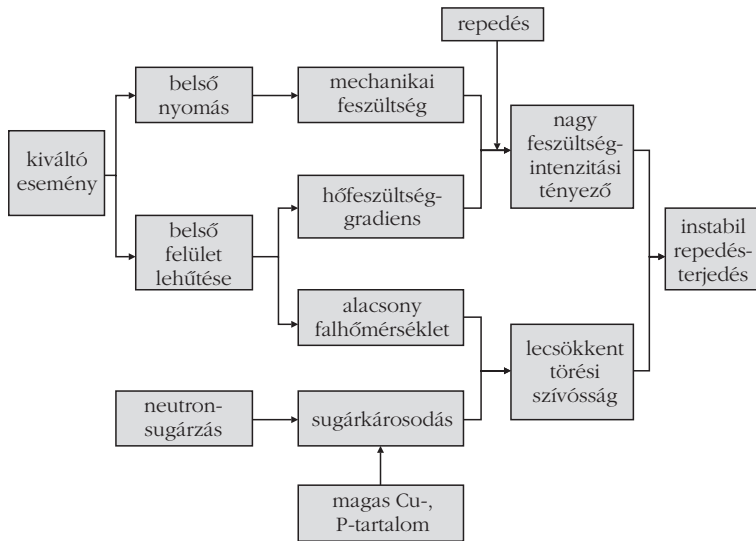 repedés
belső
nyomás
mechanikai
feszültség
nagy
feszültség-
intenzitási
tényező
kiváltó
esemény
hőfeszültség-
gradiens
belső
felület
lehűtése
instabil
repedés-
terjedés
alacsony
falhőmérséklet
lecsökkent
törési
szívósság
neutron-
sugárzás
sugárkárosodás
magas Cu-,
P-tartalom